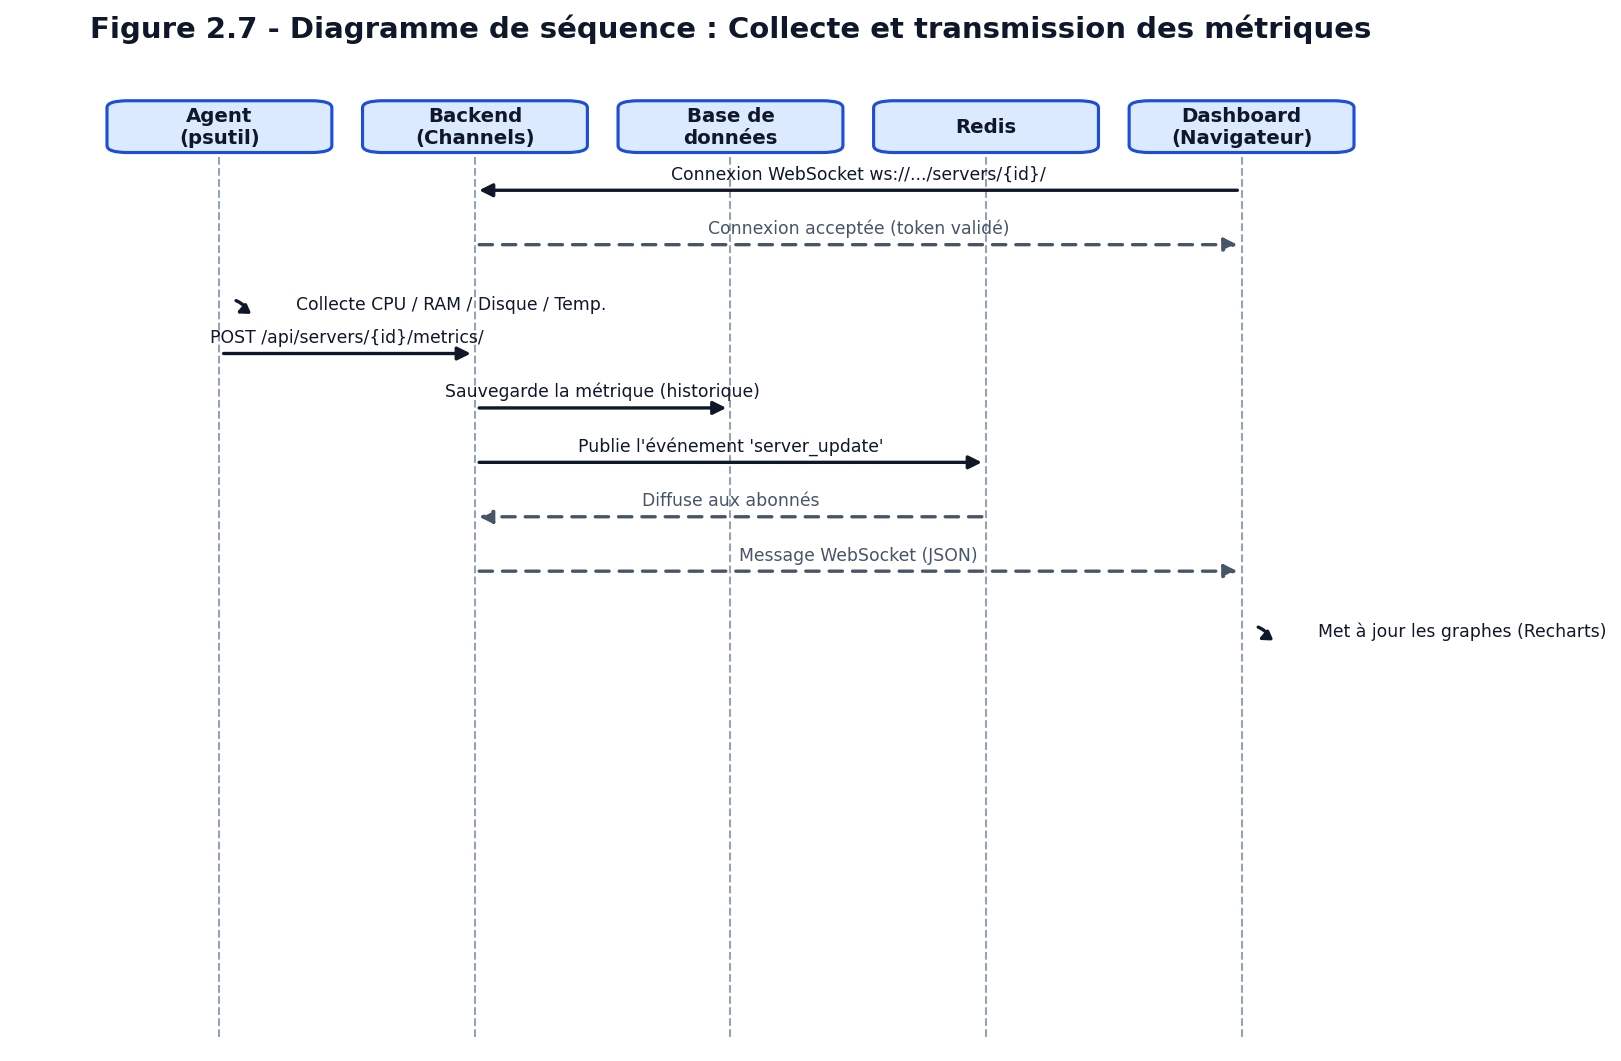 Figure 2.7 - Diagramme de séquence : Collecte et transmission des métriques
Agent
(psutil)
Backend
(Channels)
Base de
données
Redis
Dashboard
(Navigateur)
Connexion WebSocket ws://.../servers/{id}/
Connexion acceptée (token validé)
Collecte CPU / RAM / Disque / Temp.
POST /api/servers/{id}/metrics/
Sauvegarde la métrique (historique)
Publie l'événement 'server_update'
Diffuse aux abonnés
Message WebSocket (JSON)
Met à jour les graphes (Recharts)